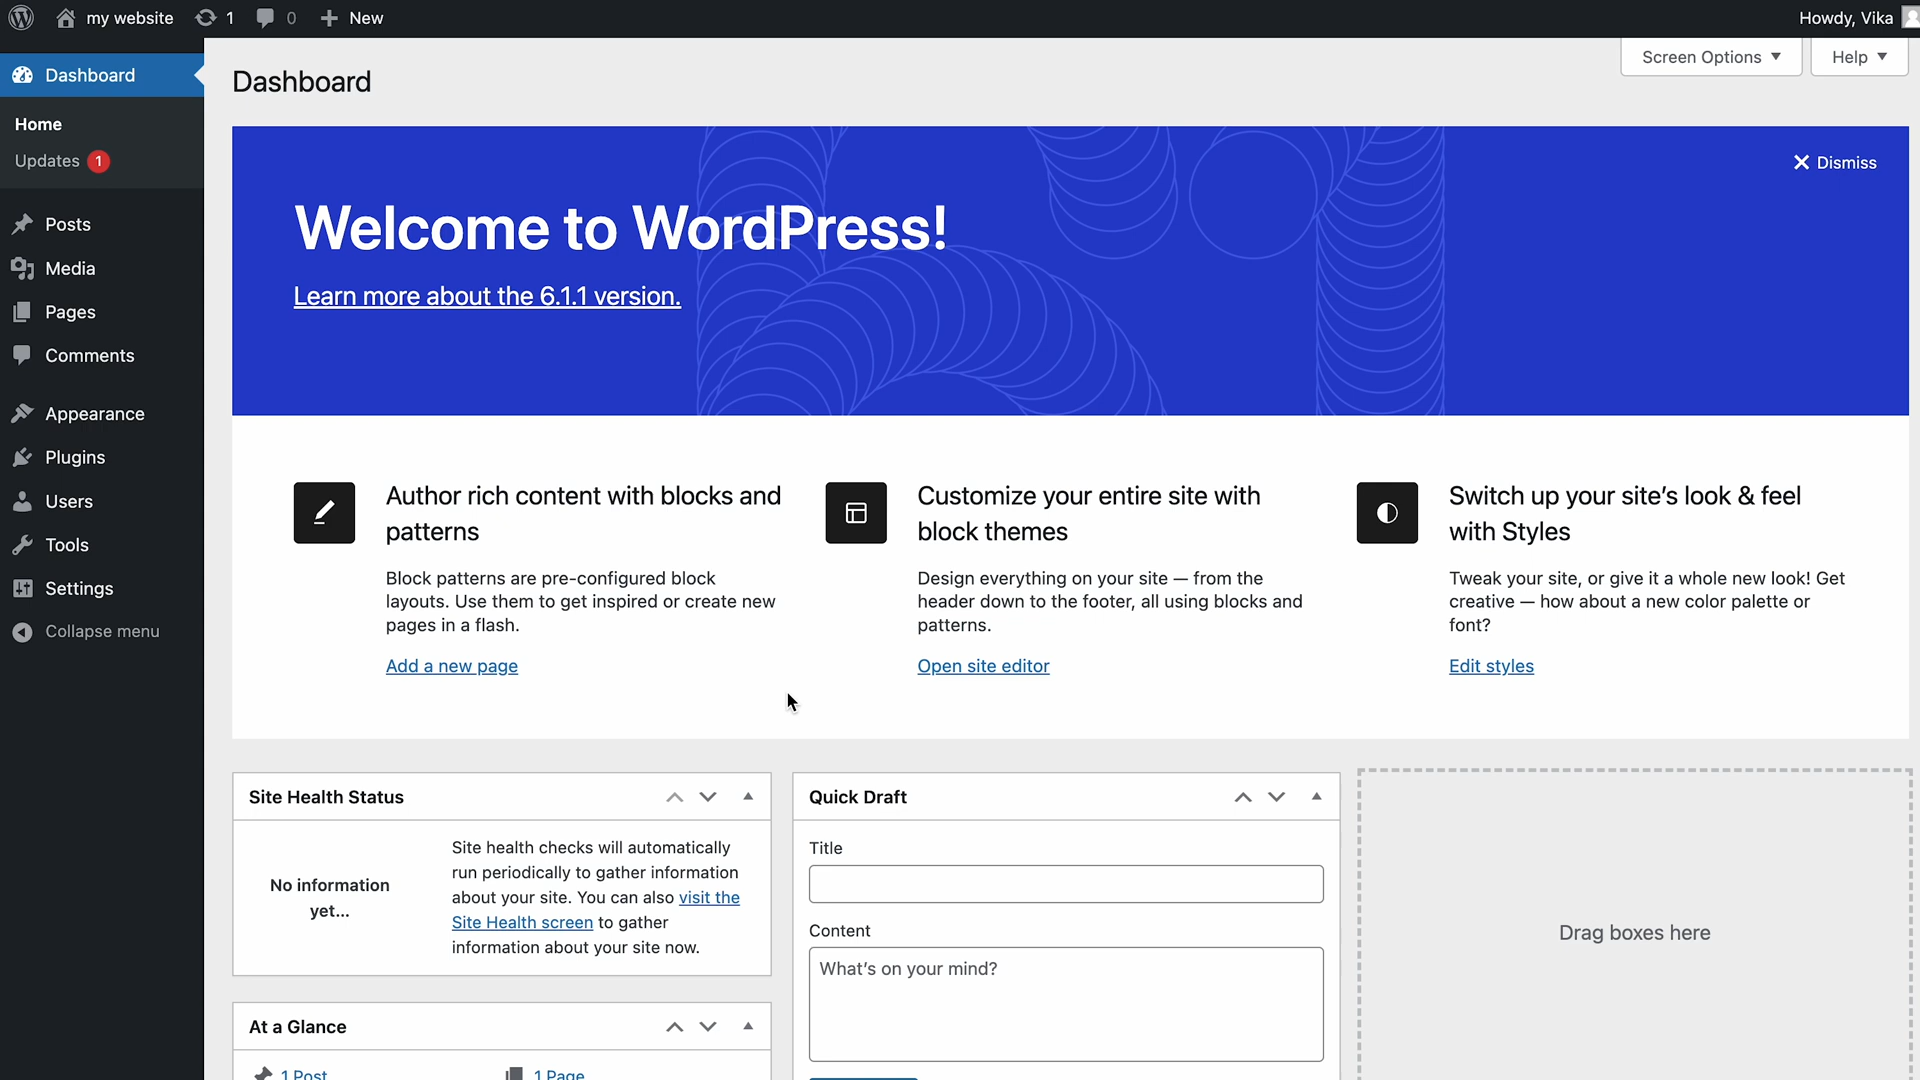 my website 1 0 New
Howdy, Vika
Dashboard
Home
Updates 1
Posts
Media
Pages
Comments
Appearance
Plugins
Users
Tools
Settings
Collapse menu
Screen Options
Help
Dashboard
Dismiss
Welcome to WordPress!
Learn more about the 6.1.1 version.
Author rich content with blocks and
patterns
Block patterns are pre-configured block
layouts. Use them to get inspired or create new
pages in a flash.
Add a new page
Customize your entire site with
block themes
Design everything on your site — from the
header down to the footer, all using blocks and
patterns.
Open site editor
Switch up your site’s look & feel
with Styles
Tweak your site, or give it a whole new look! Get
creative — how about a new color palette or
font?
Edit styles
Site Health Status
No information
yet...
Site health checks will automatically
run periodically to gather information
about your site. You can also visit the
Site Health screen to gather
information about your site now.
At a Glance
1 Post
1 Page
Quick Draft
Title
Content
What’s on your mind?
Drag boxes here